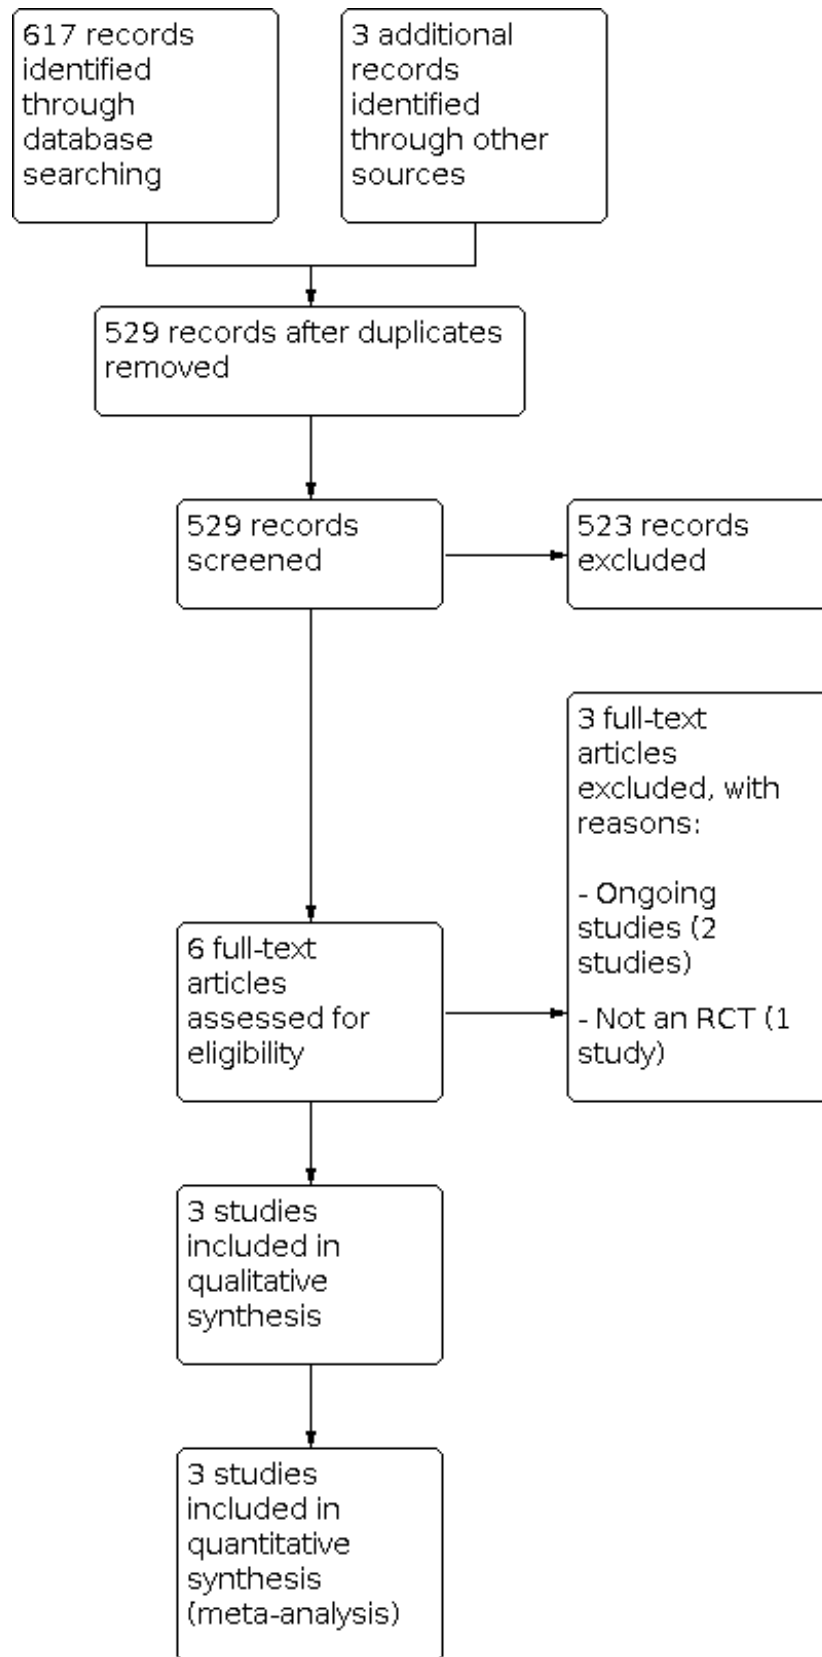 617 records
identified
through
database
searching
3 additional
records
identified
through other
sources
529 records after duplicates
removed
529 records
screened
523 records
excluded
3 full-text
articles
excluded, with
reasons:
- Ongoing
studies (2
studies)
- Not an RCT (1
study)
6 full-text
articles
assessed for
eligibility
3 studies
included in
qualitative
synthesis
3 studies
included in
quantitative
synthesis
(meta-analysis)